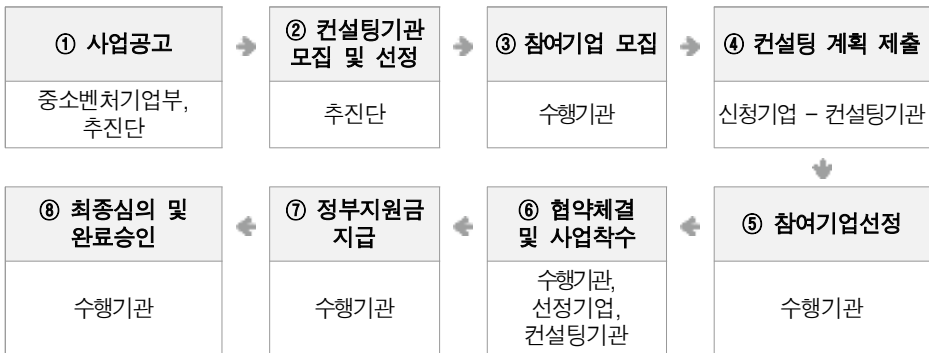 ① 사업공고
중소벤처기업부,
추진단
② 컨설팅기관
모집 및 선정
추진단
③ 참여기업 모집
수행기관
④ 컨설팅 계획 제출
신청기업 – 컨설팅기관
⑤ 참여기업선정
수행기관
⑥ 협약체결
및 사업착수
수행기관,
선정기업,
컨설팅기관
⑦ 정부지원금
지급
수행기관
⑧ 최종심의 및
완료승인
수행기관